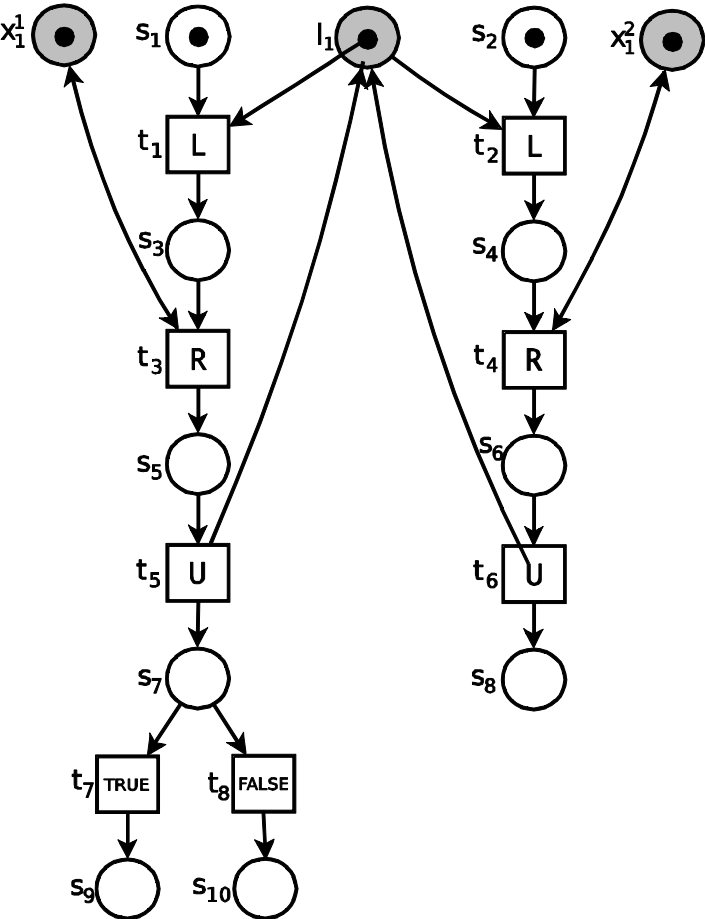 x₁¹ s₁ l₁ s₂ x₁²
t₁ L t₂ L
s₃ s₄
t₃ R t₄ R
s₅ s₆
t₅ U t₆ U
s₇ s₈
t₇ TRUE t₈ FALSE
s₉ s₁₀